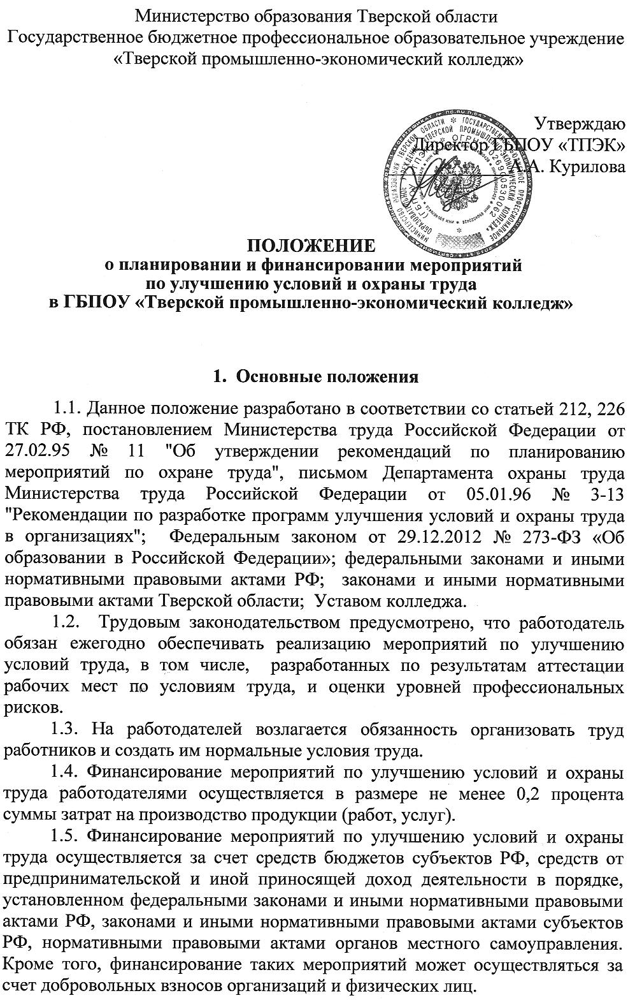 Министерство образования Тверской области
Государственное бюджетное профессиональное образовательное учреждение
«Тверской промышленно-экономический колледж»
Утверждаю
Директор ГБПОУ «ТПЭК»
А.А. Курилова
ПОЛОЖЕНИЕ
о планировании и финансировании мероприятий
по улучшению условий и охраны труда
в ГБПОУ «Тверской промышленно-экономический колледж»
1. Основные положения
1.1. Данное положение разработано в соответствии со статьей 212, 226
ТК РФ, постановлением Министерства труда Российской Федерации от
27.02.95 № 11 "Об утверждении рекомендаций по планированию
мероприятий по охране труда", письмом Департамента охраны труда
Министерства труда Российской Федерации от 05.01.96 № 3-13
"Рекомендации по разработке программ улучшения условий и охраны труда
в организациях"; Федеральным законом от 29.12.2012 № 273-ФЗ «Об
образовании в Российской Федерации»; федеральными законами и иными
нормативными правовыми актами РФ; законами и иными нормативными
правовыми актами Тверской области; Уставом колледжа.
1.2. Трудовым законодательством предусмотрено, что работодатель
обязан ежегодно обеспечивать реализацию мероприятий по улучшению
условий труда, в том числе, разработанных по результатам аттестации
рабочих мест по условиям труда, и оценки уровней профессиональных
рисков.
1.3. На работодателей возлагается обязанность организовать труд
работников и создать им нормальные условия труда.
1.4. Финансирование мероприятий по улучшению условий и охраны
труда работодателями осуществляется в размере не менее 0,2 процента
суммы затрат на производство продукции (работ, услуг).
1.5. Финансирование мероприятий по улучшению условий и охраны
труда осуществляется за счет средств бюджетов субъектов РФ, средств от
предпринимательской и иной приносящей доход деятельности в порядке,
установленном федеральными законами и иными нормативными правовыми
актами РФ, законами и иными нормативными правовыми актами субъектов
РФ, нормативными правовыми актами органов местного самоуправления.
Кроме того, финансирование таких мероприятий может осуществляться за
счет добровольных взносов организаций и физических лиц.